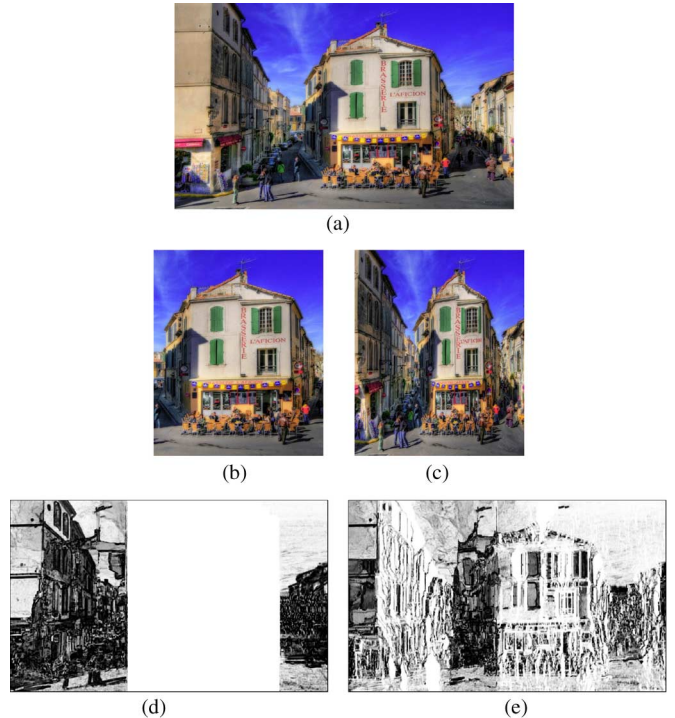 BRASSERIE
L'AFICION
(a)
BRASSERIE
L'AFICION
BRASSERIE
L'AFICION
(b)
(c)
(d)
(e)